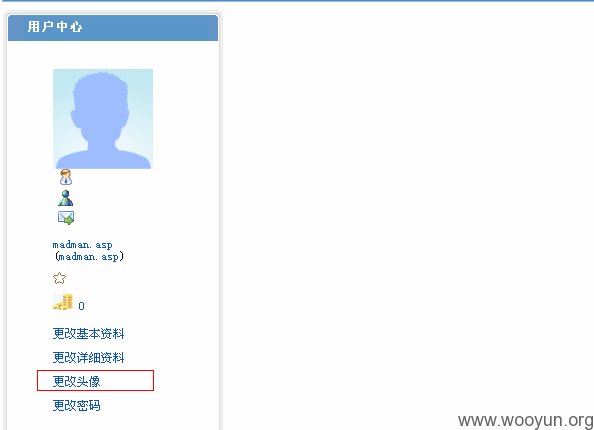 用户中心
madman.asp
(madman.asp)
0
更改基本资料
更改详细资料
更改头像
更改密码
www.wooyun.org